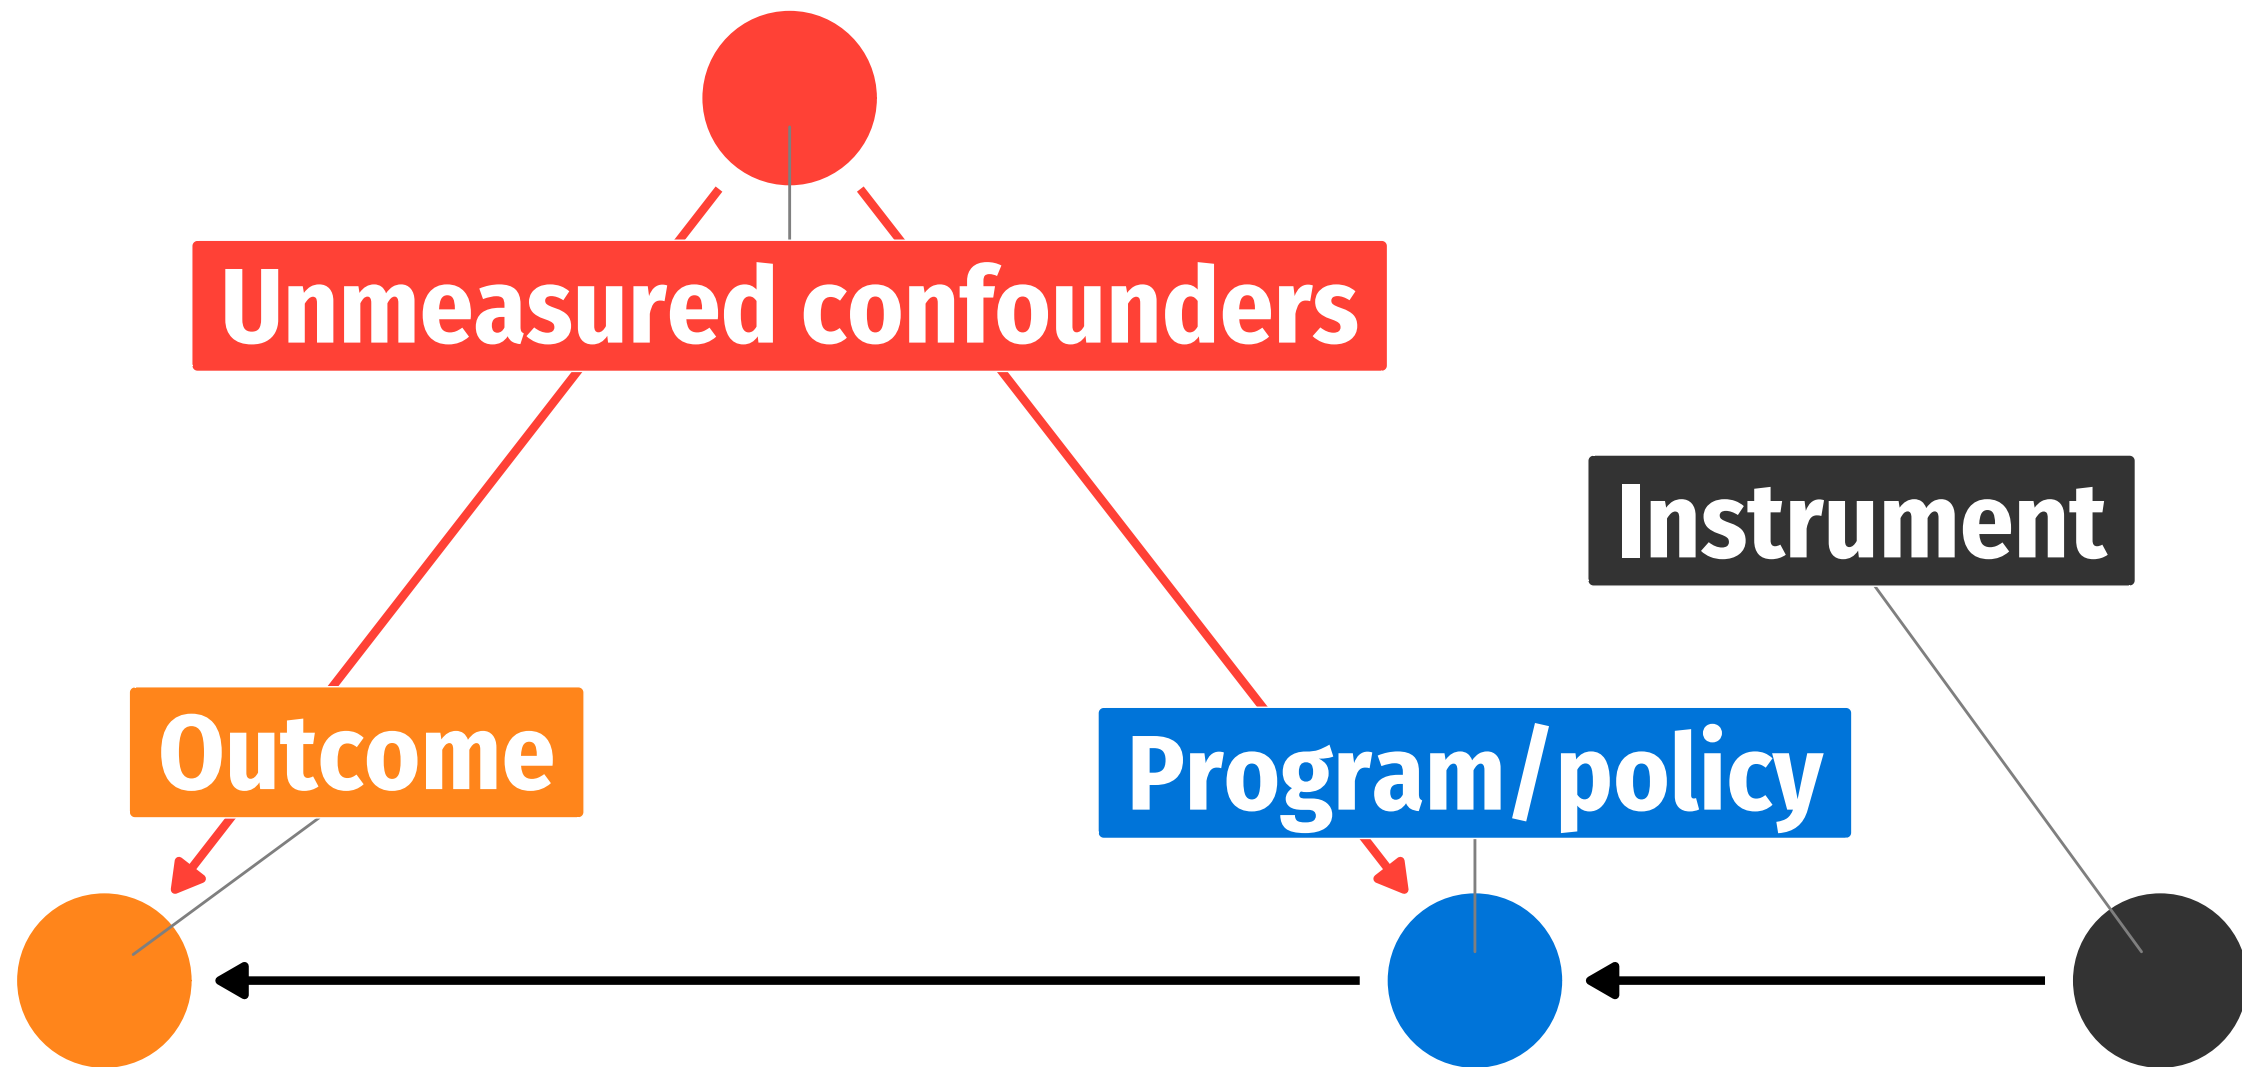 Unmeasured confounders
Instrument
Outcome
Program/policy